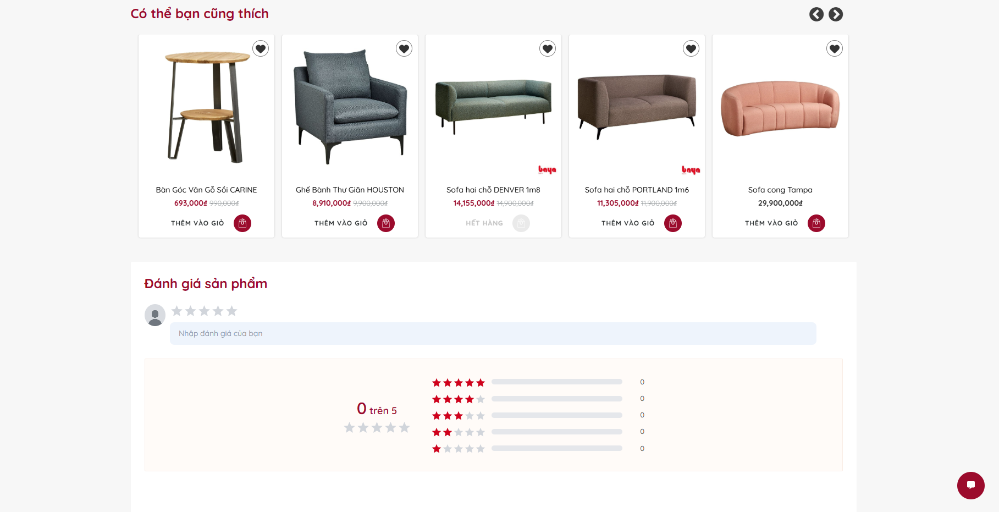 Có thể bạn cũng thích
baya
baya
Bàn Góc Vân Gỗ Sồi CARINE
693,000₫ 990,000₫
THÊM VÀO GIỎ
Ghế Bành Thư Giãn HOUSTON
8,910,000₫ 9,900,000₫
THÊM VÀO GIỎ
Sofa hai chỗ DENVER 1m8
14,155,000₫ 14,900,000₫
HẾT HÀNG
Sofa hai chỗ PORTLAND 1m6
11,305,000₫ 11,900,000₫
THÊM VÀO GIỎ
Sofa cong Tampa
29,900,000₫
THÊM VÀO GIỎ
Đánh giá sản phẩm
Nhập đánh giá của bạn
0 trên 5
0
0
0
0
0